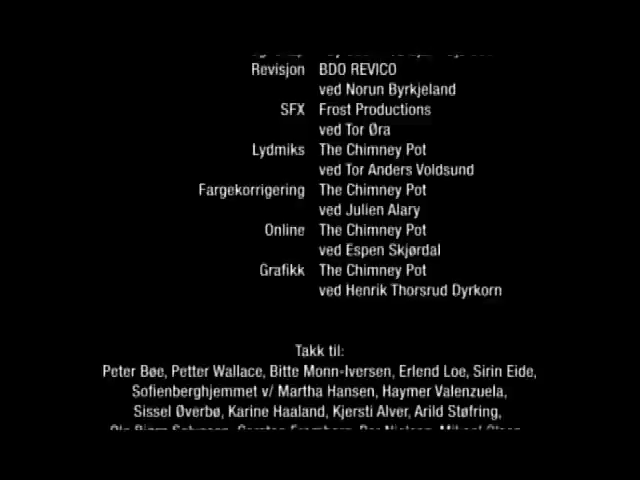 Revisjon BDO REVICO
ved Norun Byrkjeland
SFX Frost Productions
ved Tor Øra
Lydmiks The Chimney Pot
ved Tor Anders Voldsund
Fargekorrigering The Chimney Pot
ved Julien Alary
Online The Chimney Pot
ved Espen Skjørdal
Grafikk The Chimney Pot
ved Henrik Thorsrud Dyrkorn
Takk til:
Peter Bøe, Petter Wallace, Bitte Monn-Iversen, Erlend Loe, Sirin Eide,
Sofienberghjemmet v/ Martha Hansen, Haymer Valenzuela,
Sissel Øverbø, Karine Haaland, Kjersti Alver, Arild Støfring,